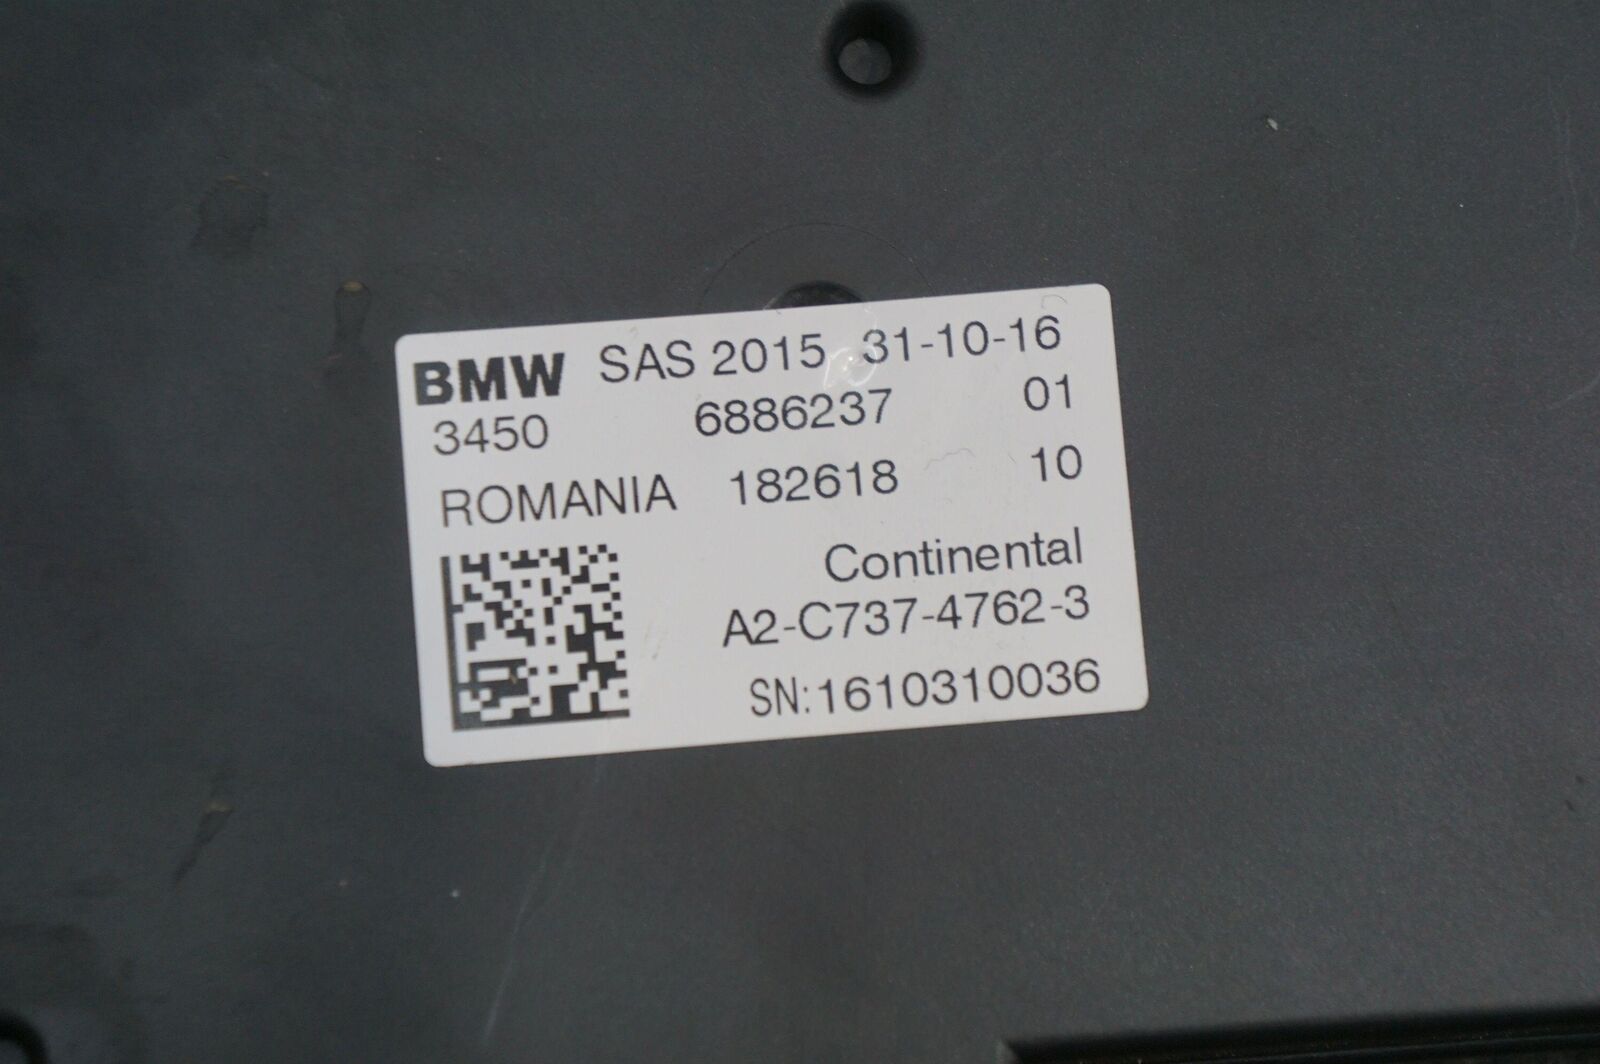 BMW SAS 2015 31-10-16
3450 6886237 01
ROMANIA 182618 10
Continental
A2-C737-4762-3
SN:1610310036